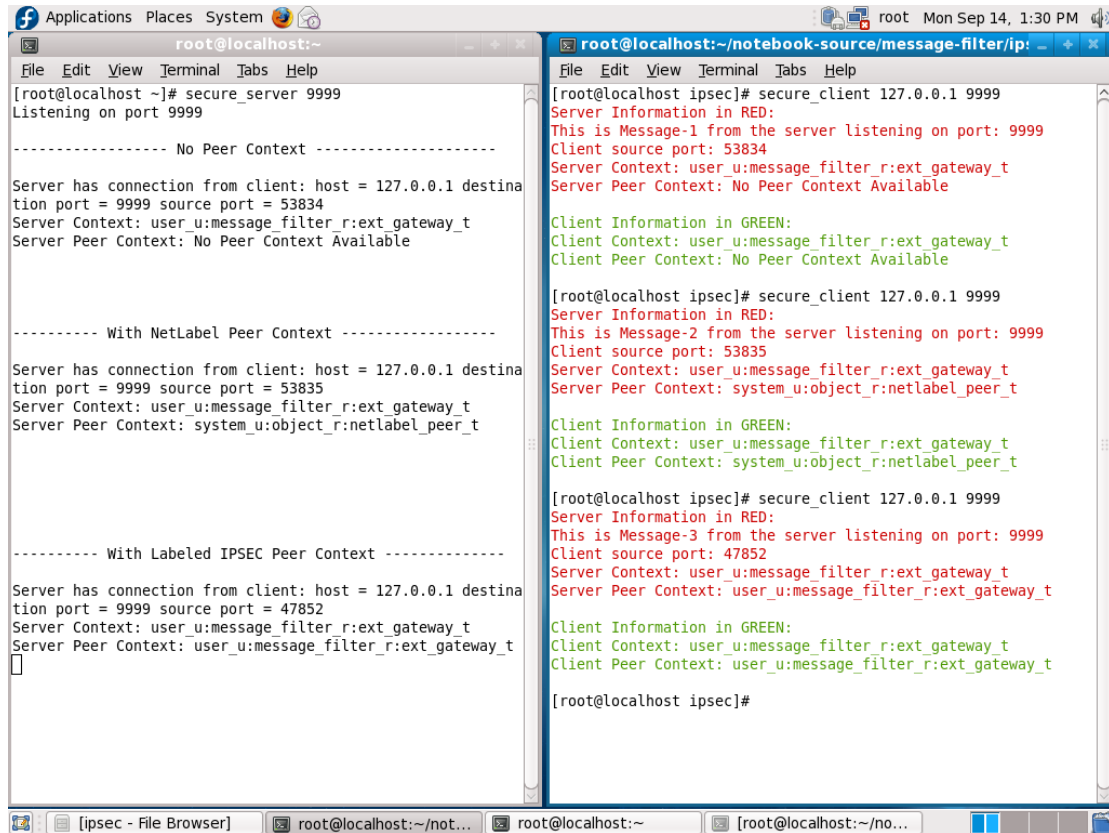 Applications Places System root Mon Sep 14, 1:30 PM
root@localhost:~
File Edit View Terminal Tabs Help
[root@localhost ~]# secure_server 9999
Listening on port 9999
------------------ No Peer Context ---------------------
Server has connection from client: host = 127.0.0.1 destina
tion port = 9999 source port = 53834
Server Context: user_u:message_filter_r:ext_gateway_t
Server Peer Context: No Peer Context Available
---------- With NetLabel Peer Context ------------------
Server has connection from client: host = 127.0.0.1 destina
tion port = 9999 source port = 53835
Server Context: user_u:message_filter_r:ext_gateway_t
Server Peer Context: system_u:object_r:netlabel_peer_t
---------- With Labeled IPSEC Peer Context --------------
Server has connection from client: host = 127.0.0.1 destina
tion port = 9999 source port = 47852
Server Context: user_u:message_filter_r:ext_gateway_t
Server Peer Context: user_u:message_filter_r:ext_gateway_t
root@localhost:~/notebook-source/message-filter/ip
File Edit View Terminal Tabs Help
[root@localhost ipsec]# secure_client 127.0.0.1 9999
Server Information in RED:
This is Message-1 from the server listening on port: 9999
Client source port: 53834
Server Context: user_u:message_filter_r:ext_gateway_t
Server Peer Context: No Peer Context Available
Client Information in GREEN:
Client Context: user_u:message_filter_r:ext_gateway_t
Client Peer Context: No Peer Context Available
[root@localhost ipsec]# secure_client 127.0.0.1 9999
Server Information in RED:
This is Message-2 from the server listening on port: 9999
Client source port: 53835
Server Context: user_u:message_filter_r:ext_gateway_t
Server Peer Context: system_u:object_r:netlabel_peer_t
Client Information in GREEN:
Client Context: user_u:message_filter_r:ext_gateway_t
Client Peer Context: system_u:object_r:netlabel_peer_t
[root@localhost ipsec]# secure_client 127.0.0.1 9999
Server Information in RED:
This is Message-3 from the server listening on port: 9999
Client source port: 47852
Server Context: user_u:message_filter_r:ext_gateway_t
Server Peer Context: user_u:message_filter_r:ext_gateway_t
Client Information in GREEN:
Client Context: user_u:message_filter_r:ext_gateway_t
Client Peer Context: user_u:message_filter_r:ext_gateway_t
[root@localhost ipsec]#
[ipsec - File Browser] root@localhost:~/not... root@localhost:~ [root@localhost:~/no...